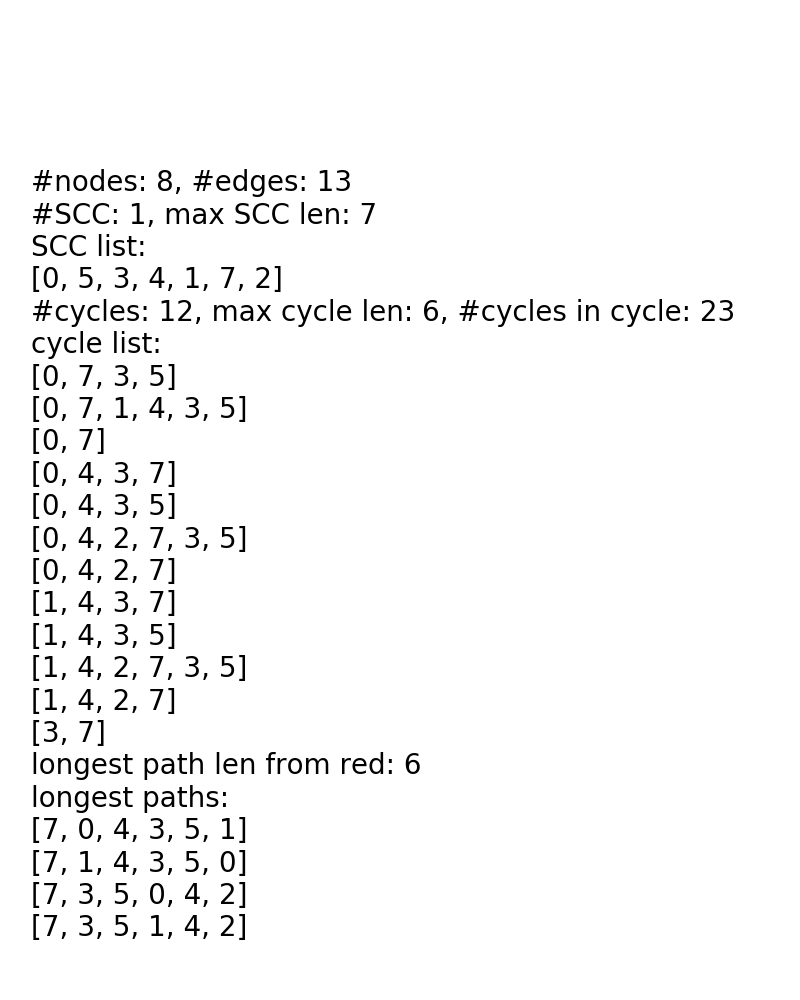 #nodes: 8, #edges: 13
#SCC: 1, max SCC len: 7
SCC list:
[0, 5, 3, 4, 1, 7, 2]
#cycles: 12, max cycle len: 6, #cycles in cycle: 23
cycle list:
[0, 7, 3, 5]
[0, 7, 1, 4, 3, 5]
[0, 7]
[0, 4, 3, 7]
[0, 4, 3, 5]
[0, 4, 2, 7, 3, 5]
[0, 4, 2, 7]
[1, 4, 3, 7]
[1, 4, 3, 5]
[1, 4, 2, 7, 3, 5]
[1, 4, 2, 7]
[3, 7]
longest path len from red: 6
longest paths:
[7, 0, 4, 3, 5, 1]
[7, 1, 4, 3, 5, 0]
[7, 3, 5, 0, 4, 2]
[7, 3, 5, 1, 4, 2]